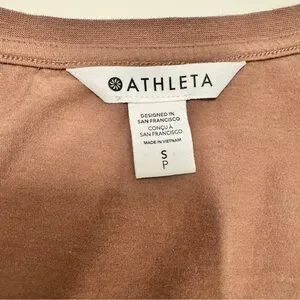 ATHLETA
DESIGNED IN
SAN FRANCISCO
CONÇU À
SAN FRANCISCO
MADE IN VIETNAM
S
P